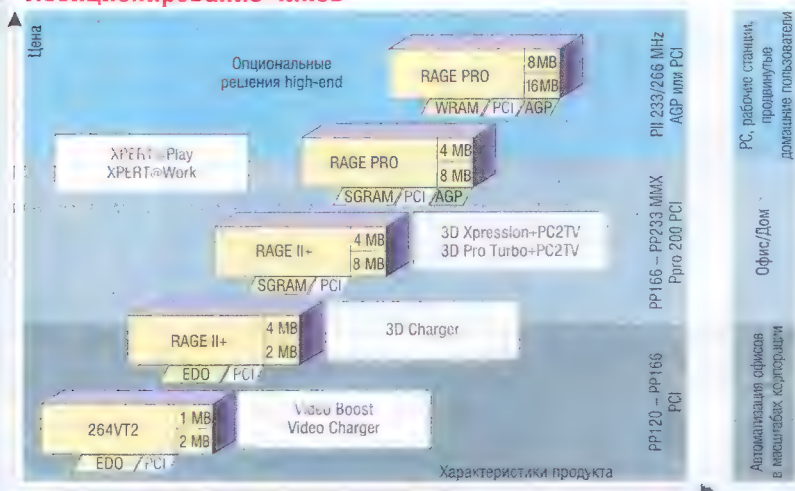 Цена
Опциональные
решения high-end
RAGE PRO
8MB
16MB
WRAM / PCI / AGP
XPERT@Play
XPERT@Work
RAGE PRO
4 MB
8 MB
SGRAM / PCI / AGP
RAGE II+
4 MB
8 MB
SGRAM / PCI
3D Xpression+PC2TV
3D Pro Turbo+PC2TV
RAGE II+
4 MB
2 MB
EDO / PCI
3D Charger
264VT2
1 MB
2 MB
EDO / PCI
Video Boost
Video Charger
Характеристики продукта
PII 233/266 MHz
AGP или PCI
PP166 – PP233 MMX
Ppro 200 PCI
PP120 – PP166
PCI
PC, рабочие станции,
продвинутые
домашние пользователи
Офис/Дом
Автоматизация офисов
в масштабах корпорации